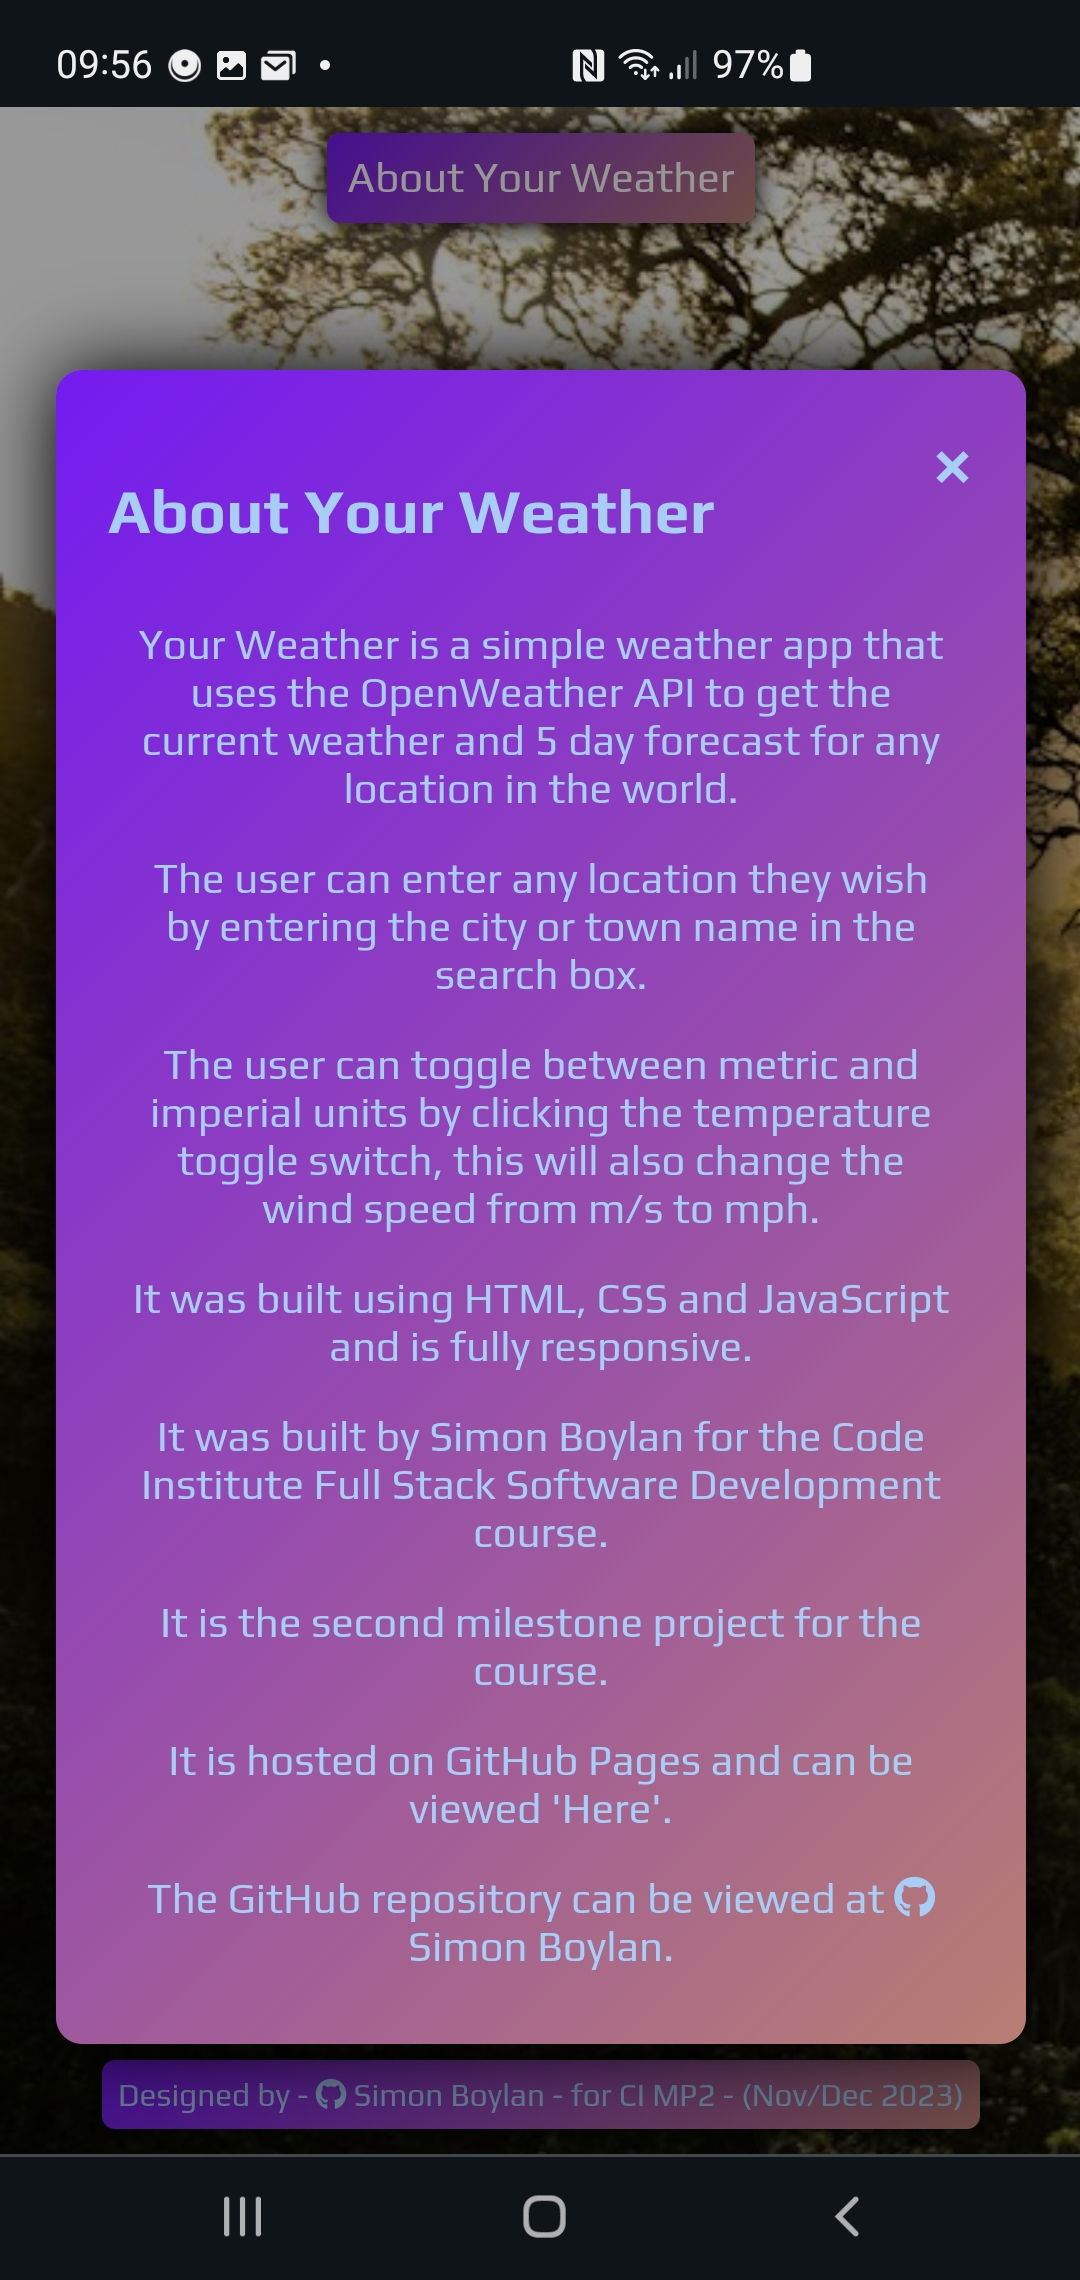 09:56
97%
About Your Weather
×
About Your Weather
Your Weather is a simple weather app that
uses the OpenWeather API to get the
current weather and 5 day forecast for any
location in the world.
The user can enter any location they wish
by entering the city or town name in the
search box.
The user can toggle between metric and
imperial units by clicking the temperature
toggle switch, this will also change the
wind speed from m/s to mph.
It was built using HTML, CSS and JavaScript
and is fully responsive.
It was built by Simon Boylan for the Code
Institute Full Stack Software Development
course.
It is the second milestone project for the
course.
It is hosted on GitHub Pages and can be
viewed 'Here'.
The GitHub repository can be viewed at
Simon Boylan.
Designed by - Simon Boylan - for CI MP2 - (Nov/Dec 2023)